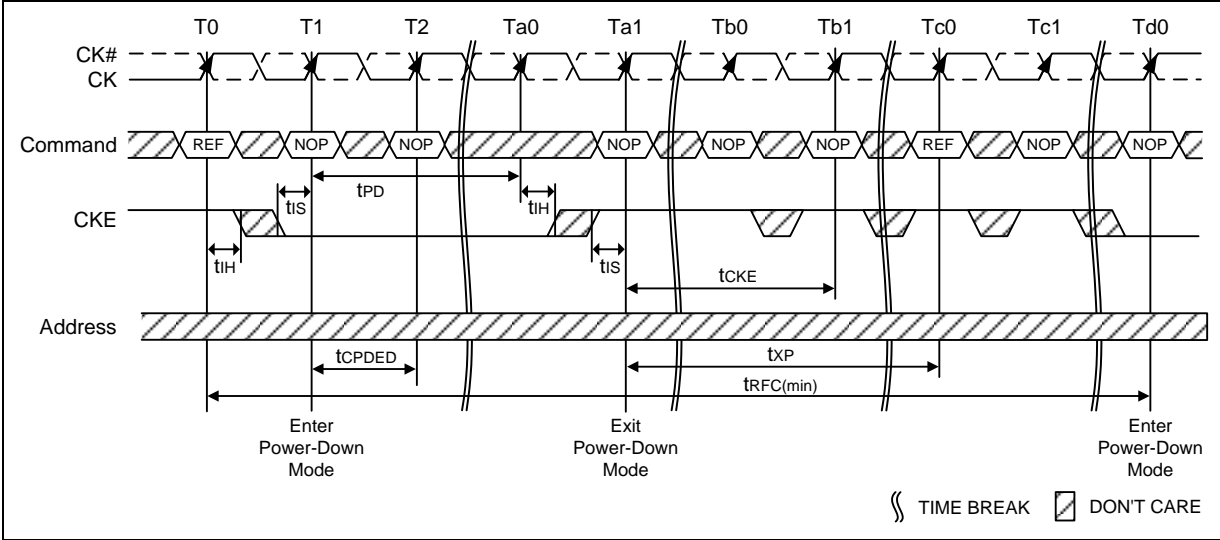 T0 T1 T2 Ta0 Ta1 Tb0 Tb1 Tc0 Tc1 Td0
CK#
CK
Command REF NOP NOP NOP NOP NOP REF NOP NOP
tPD
tIS tIH
CKE
tIH tIS
tCKE
Address
tCPDED tXP
tRFC(min)
Enter Exit Enter
Power-Down Power-Down Power-Down
Mode Mode Mode
TIME BREAK DON'T CARE